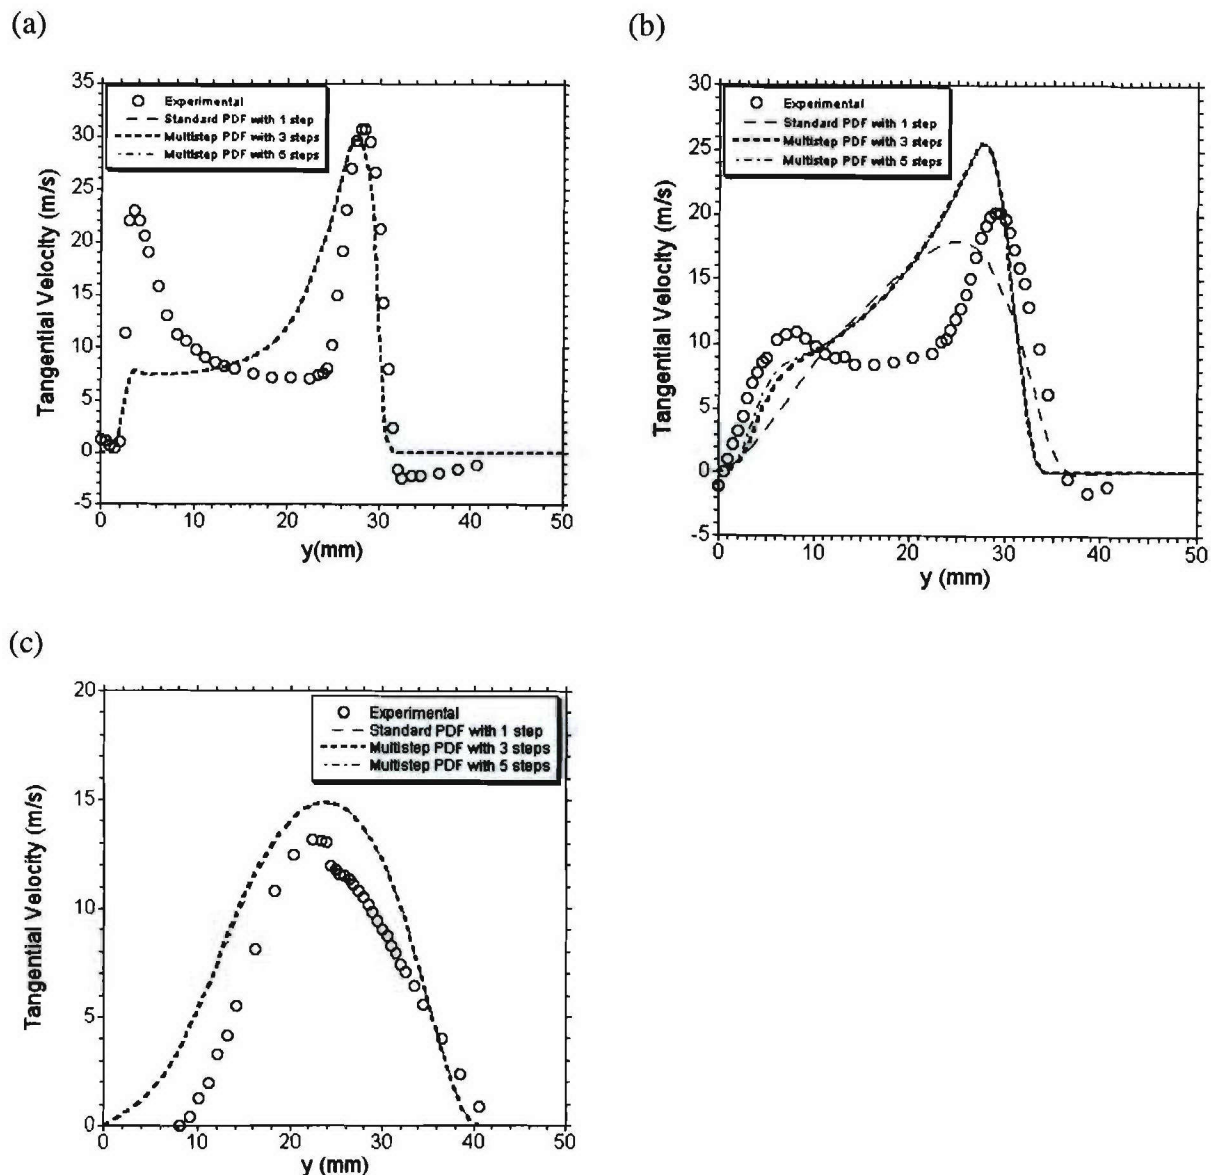 (a)
35
30
25
20
15
10
5
0
-5
Tangential Velocity (m/s)
Experimental
Standard PDF with 1 step
Multistep PDF with 3 steps
Multistep PDF with 5 steps
0 10 20 30 40 50
y(mm)
(b)
30
25
20
15
10
5
0
-5
Tangential Velocity (m/s)
Experimental
Standard PDF with 1 step
Multistep PDF with 3 steps
Multistep PDF with 5 steps
0 10 20 30 40 50
y (mm)
(c)
20
15
10
5
0
Tangential Velocity (m/s)
Experimental
Standard PDF with 1 step
Multistep PDF with 3 steps
Multistep PDF with 5 steps
0 10 20 30 40 50
y (mm)